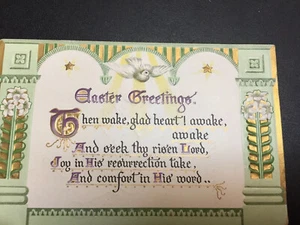 Easter Greetings.
Then wake, glad heart! awake,
awake
And seek thy risen Lord,
Joy in His resurrection take,
And comfort in His word..